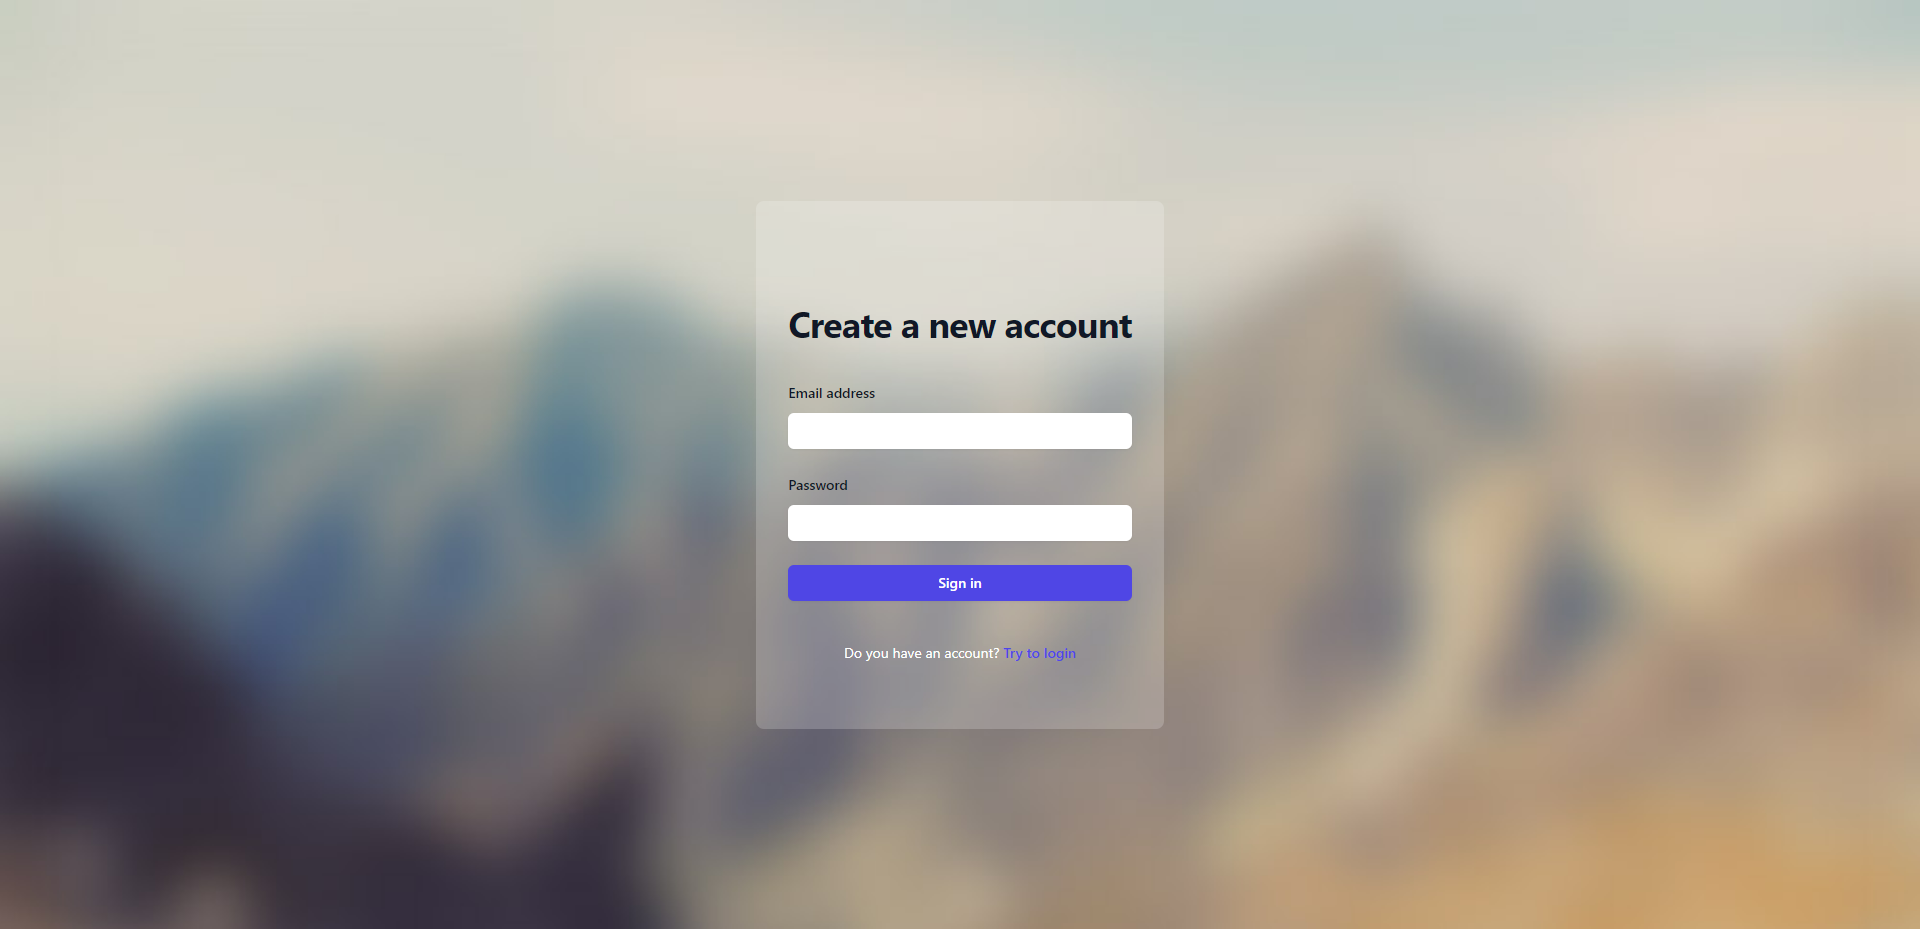 Create a new account
Email address
Password
Sign in
Do you have an account? Try to login